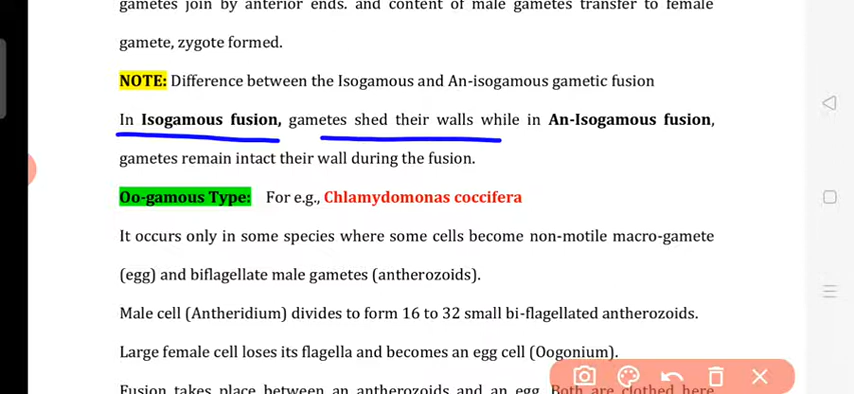 gametes join by anterior ends. and content of male gametes transfer to female
gamete, zygote formed.
NOTE: Difference between the Isogamous and An-isogamous gametic fusion
In Isogamous fusion, gametes shed their walls while in An-Isogamous fusion,
gametes remain intact their wall during the fusion.
Oo-gamous Type: For e.g., Chlamydomonas coccifera
It occurs only in some species where some cells become non-motile macro-gamete
(egg) and biflagellate male gametes (antherozoids).
Male cell (Antheridium) divides to form 16 to 32 small bi-flagellated antherozoids.
Large female cell loses its flagella and becomes an egg cell (Oogonium).
Fusion takes place between an antherozoids and an egg. Both are clothed here